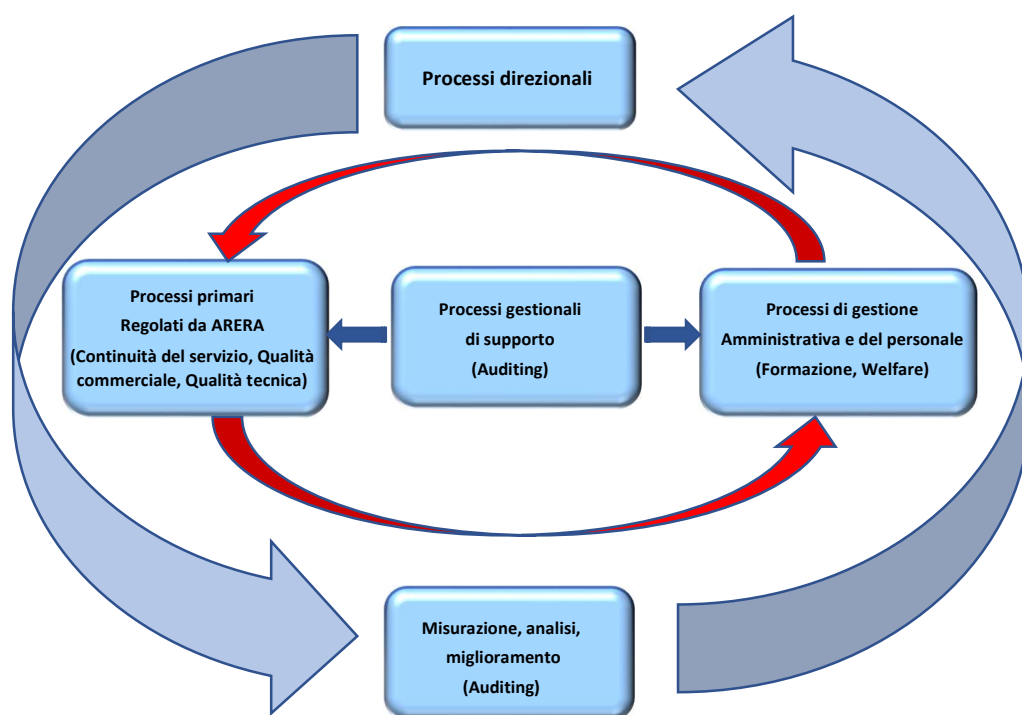 Processi direzionali
Processi primari
Regolati da ARERA
(Continuità del servizio, Qualità
commerciale, Qualità tecnica)
Processi gestionali
di supporto
(Auditing)
Processi di gestione
Amministrativa e del personale
(Formazione, Welfare)
Misurazione, analisi,
miglioramento
(Auditing)